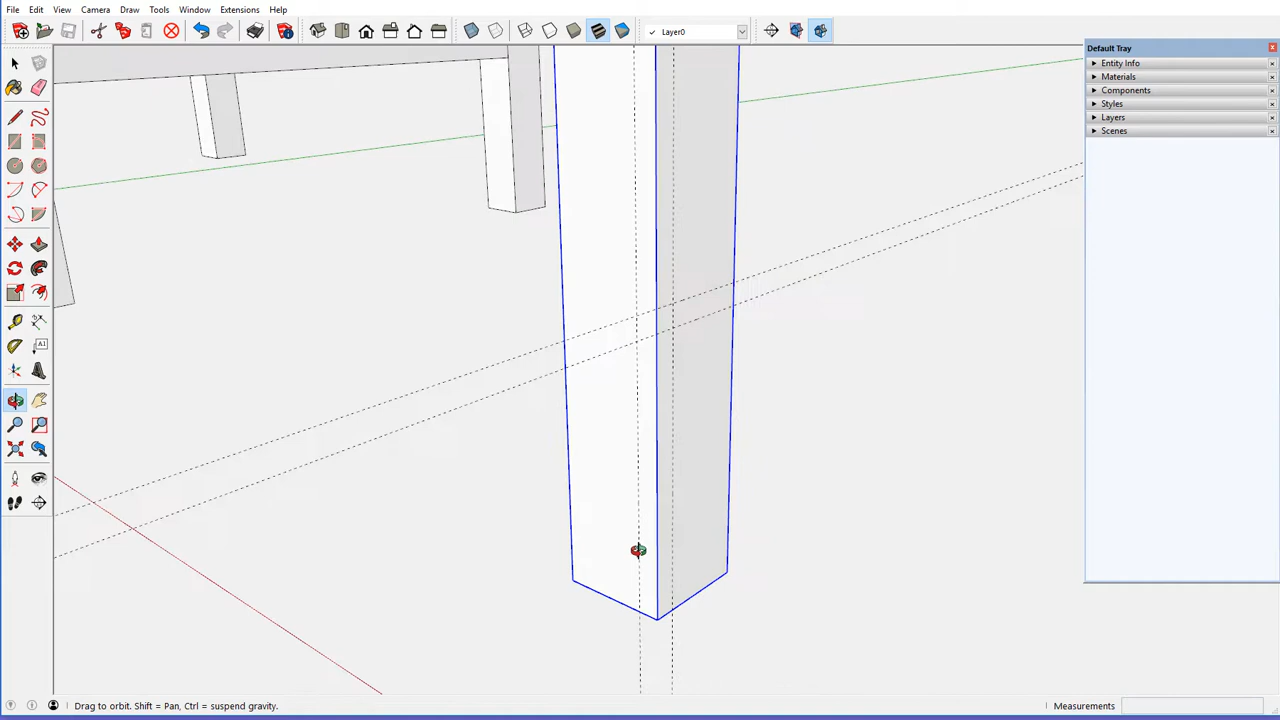 File Edit View Camera Draw Tools Window Extensions Help
Layer0
Default Tray
Entity Info
Materials
Components
Styles
Layers
Scenes
A1
Drag to orbit. Shift = Pan, Ctrl = suspend gravity.
Measurements